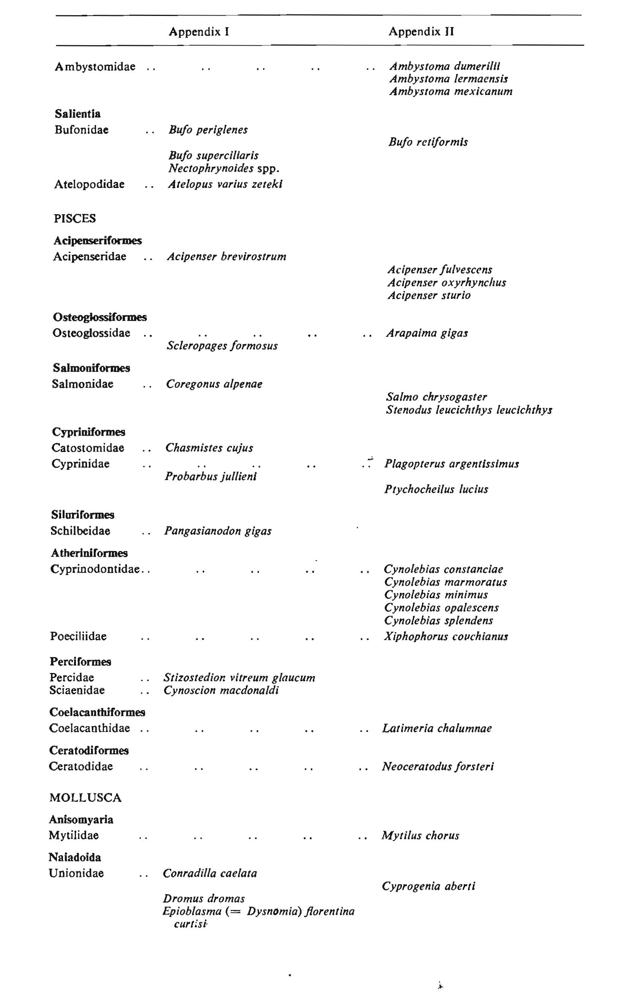 Appendix I Appendix II
Ambystomidae .. .. .. .. .. Ambystoma dumerilii
Ambystoma lermaensis
Ambystoma mexicanum
Salientia
Bufonidae .. Bufo periglenes
Bufo retiformis
Bufo superciliaris
Nectophrynoides spp.
Atelopodidae .. Atelopus varius zeteki
PISCES
Acipenseriformes
Acipenseridae .. Acipenser brevirostrum
Acipenser fulvescens
Acipenser oxyrhynchus
Acipenser sturio
Osteoglossiformes
Osteoglossidae .. .. .. .. .. Arapaima gigas
Scleropages formosus
Salmoniformes
Salmonidae .. Coregonus alpenae
Salmo chrysogaster
Stenodus leucichthys leucichthys
Cypriniformes
Catostomidae .. Chasmistes cujus
Cyprinidae .. .. .. .. .. Plagopterus argentissimus
Probarbus jullieni
Ptychocheilus lucius
Siluriformes
Schilbeidae .. Pangasianodon gigas
Atheriniformes
Cyprinodontidae.. .. .. .. .. Cynolebias constanciae
Cynolebias marmoratus
Cynolebias minimus
Cynolebias opalescens
Cynolebias splendens
Poeciliidae .. .. .. .. .. Xiphophorus couchianus
Perciformes
Percidae .. Stizostedion vitreum glaucum
Sciaenidae .. Cynoscion macdonaldi
Coelacanthiformes
Coelacanthidae .. .. .. .. .. Latimeria chalumnae
Ceratodiformes
Ceratodidae .. .. .. .. .. Neoceratodus forsteri
MOLLUSCA
Anisomyaria
Mytilidae .. .. .. .. .. Mytilus chorus
Naiadoida
Unionidae .. Conradilla caelata
Cyprogenia aberti
Dromus dromas
Epioblasma (= Dysnomia) florentina
curtisi